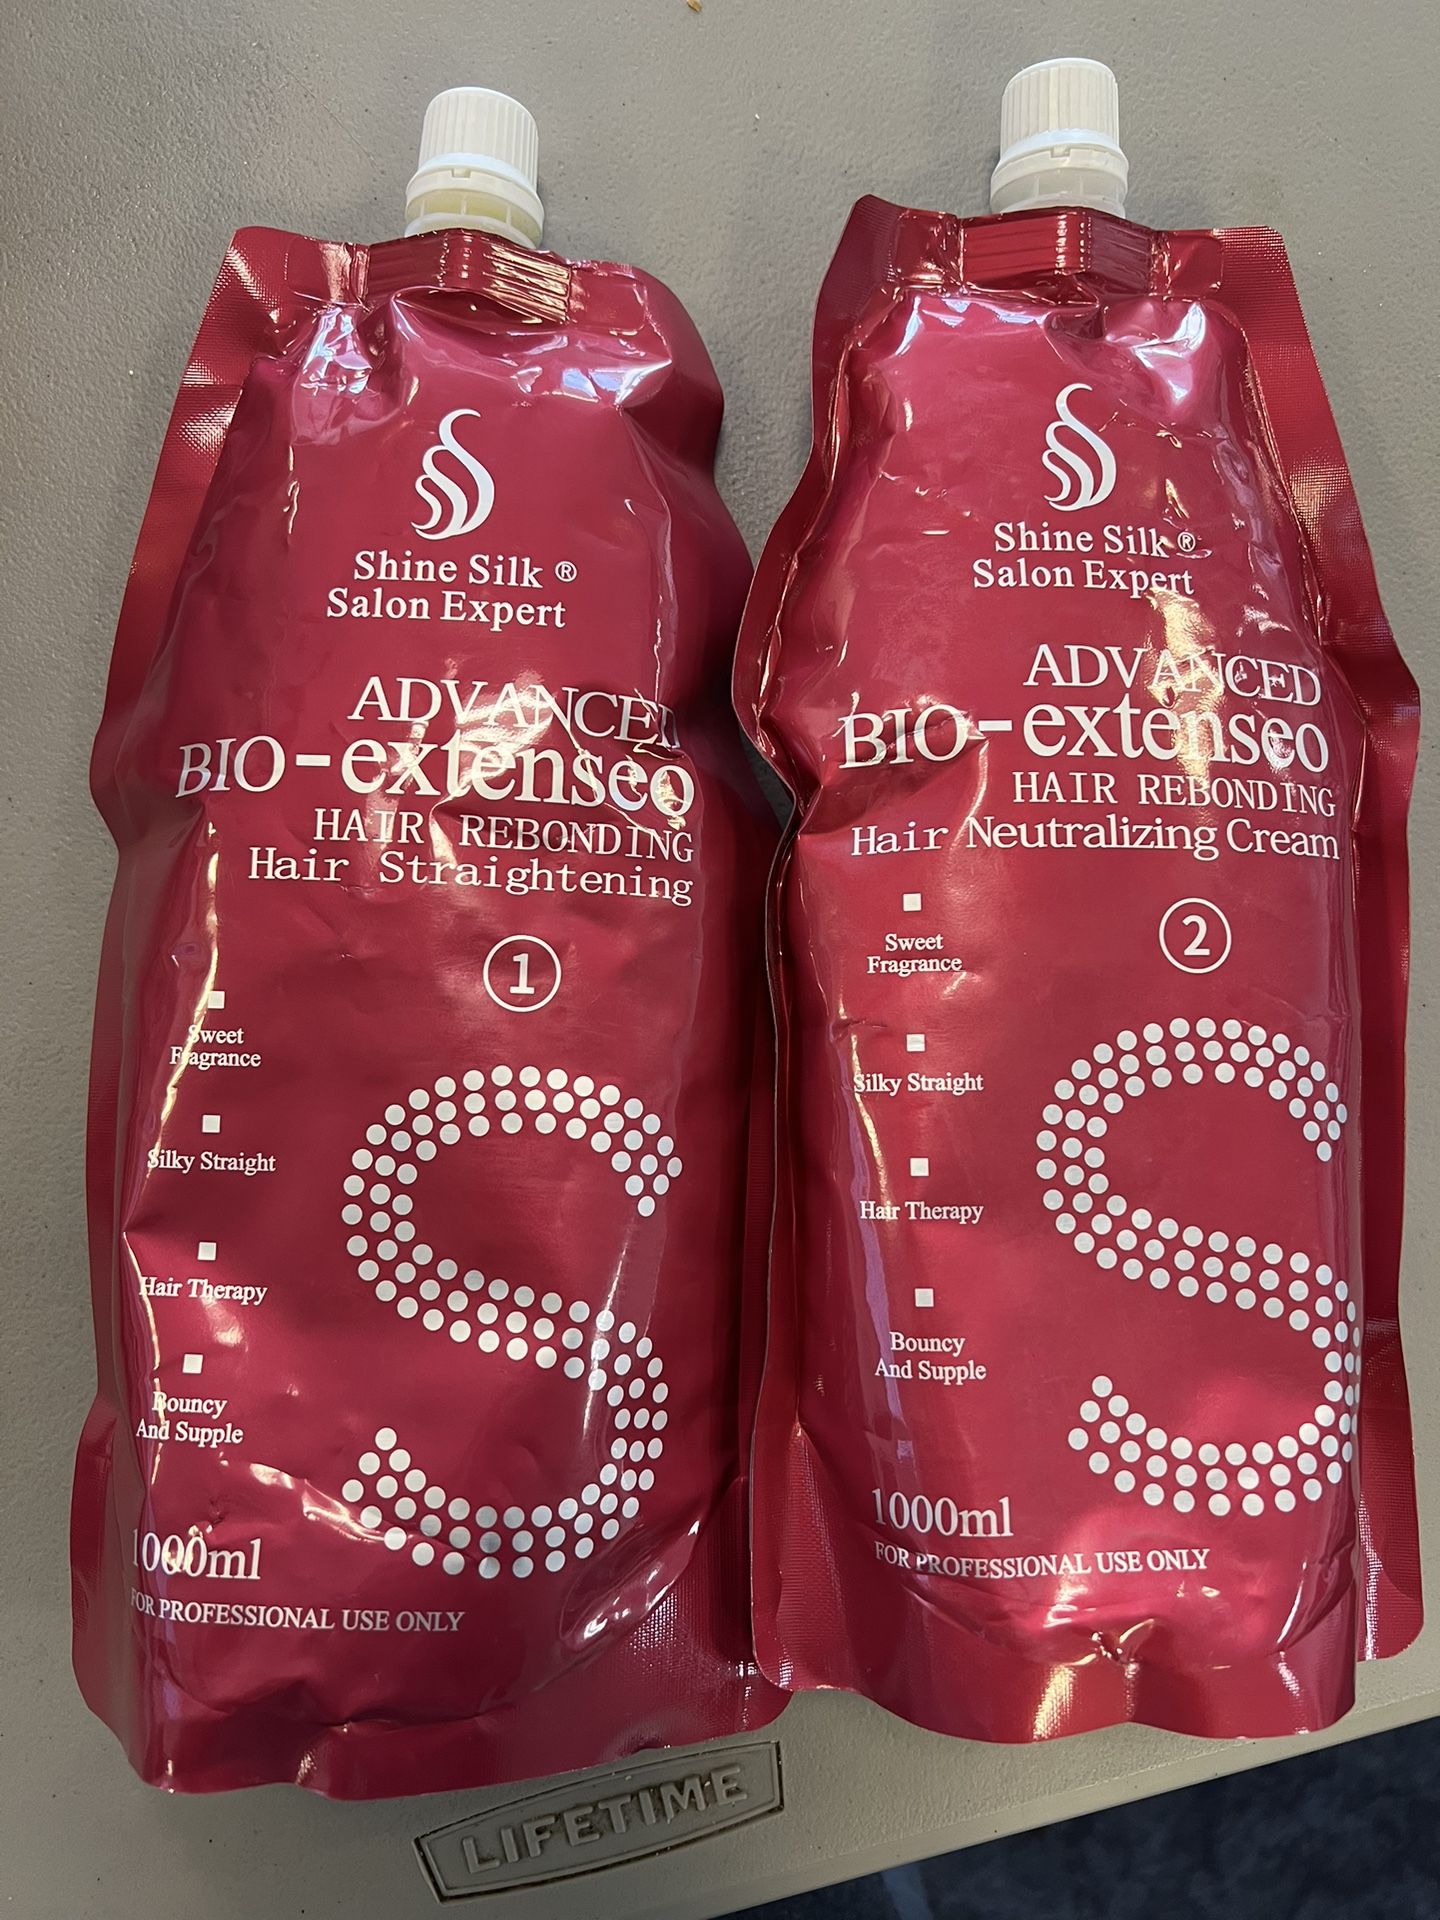 Shine Silk ®
Salon Expert
ADVANCED
BIO-extenseo
HAIR REBONDING
Hair Straightening
1
Sweet
Fragrance
Silky Straight
Hair Therapy
Bouncy
And Supple
1000ml
FOR PROFESSIONAL USE ONLY
Shine Silk ®
Salon Expert
ADVANCED
BIO-extenseo
HAIR REBONDING
Hair Neutralizing Cream
2
Sweet
Fragrance
Silky Straight
Hair Therapy
Bouncy
And Supple
1000ml
FOR PROFESSIONAL USE ONLY
LIFETIME